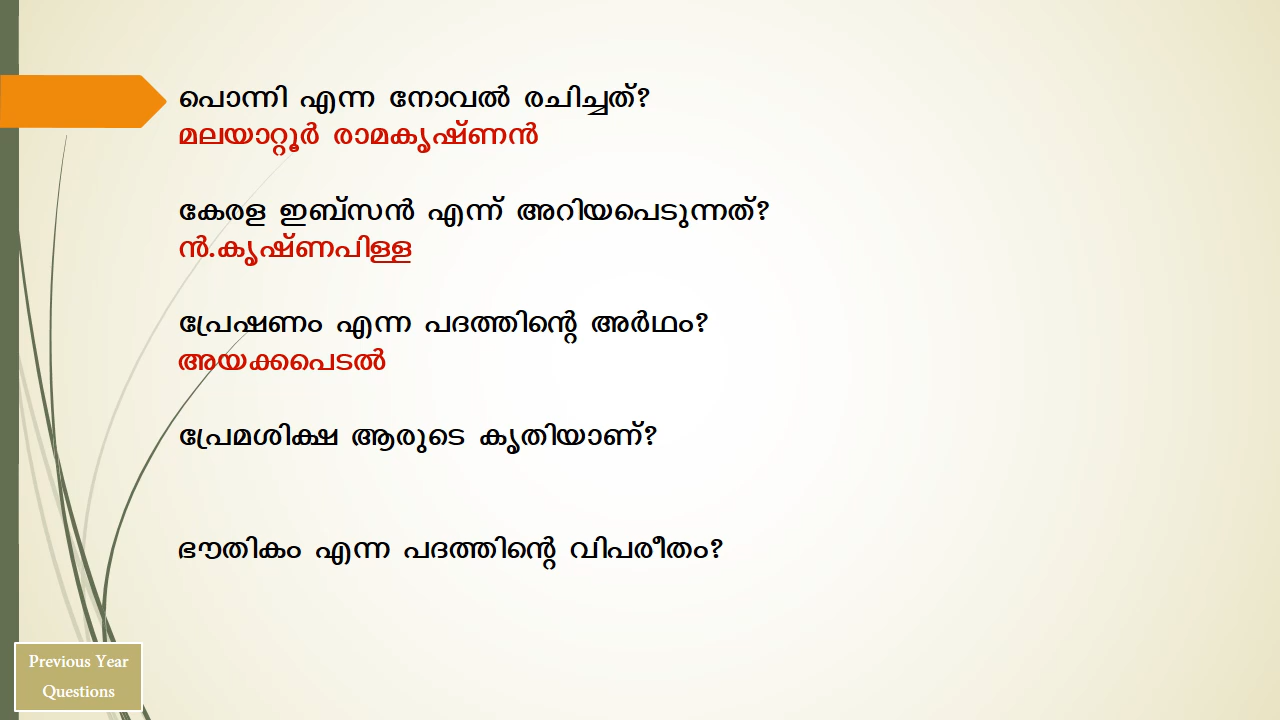 പൊന്നി എന്ന നോവൽ രചിച്ചത്?
മലയാറ്റൂർ രാമകൃഷ്ണൻ
കേരള ഇബ്സൻ എന്ന് അറിയപെടുന്നത്?
ൻ.കൃഷ്ണപിള്ള
പ്രേഷണം എന്ന പദത്തിന്റെ അർഥം?
അയക്കപെടൽ
പ്രേമശിക്ഷ ആരുടെ കൃതിയാണ്?
ഭൗതികം എന്ന പദത്തിന്റെ വിപരീതം?
Previous Year
Questions